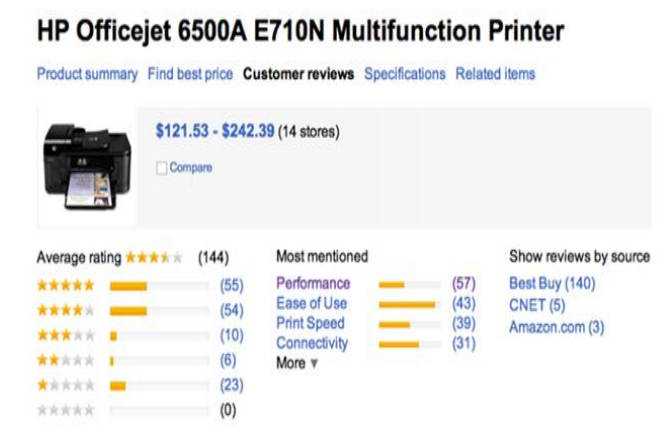 HP Officejet 6500A E710N Multifunction Printer
Product summary Find best price Customer reviews Specifications Related items
$121.53 - $242.39 (14 stores)
Compare
Average rating (144)
(55)
(54)
(10)
(6)
(23)
(0)
Most mentioned
Performance (57)
Ease of Use (43)
Print Speed (39)
Connectivity (31)
More ▼
Show reviews by source
Best Buy (140)
CNET (5)
Amazon.com (3)